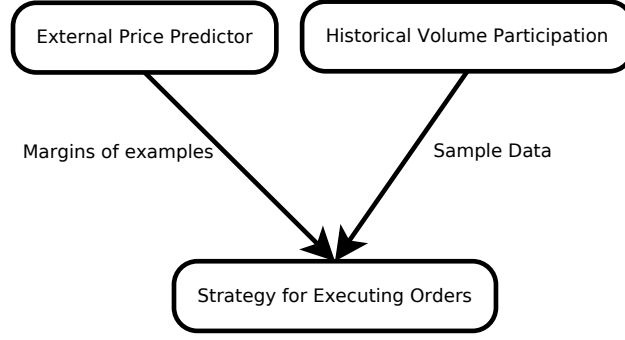 External Price Predictor
Historical Volume Participation
Margins of examples
Sample Data
Strategy for Executing Orders